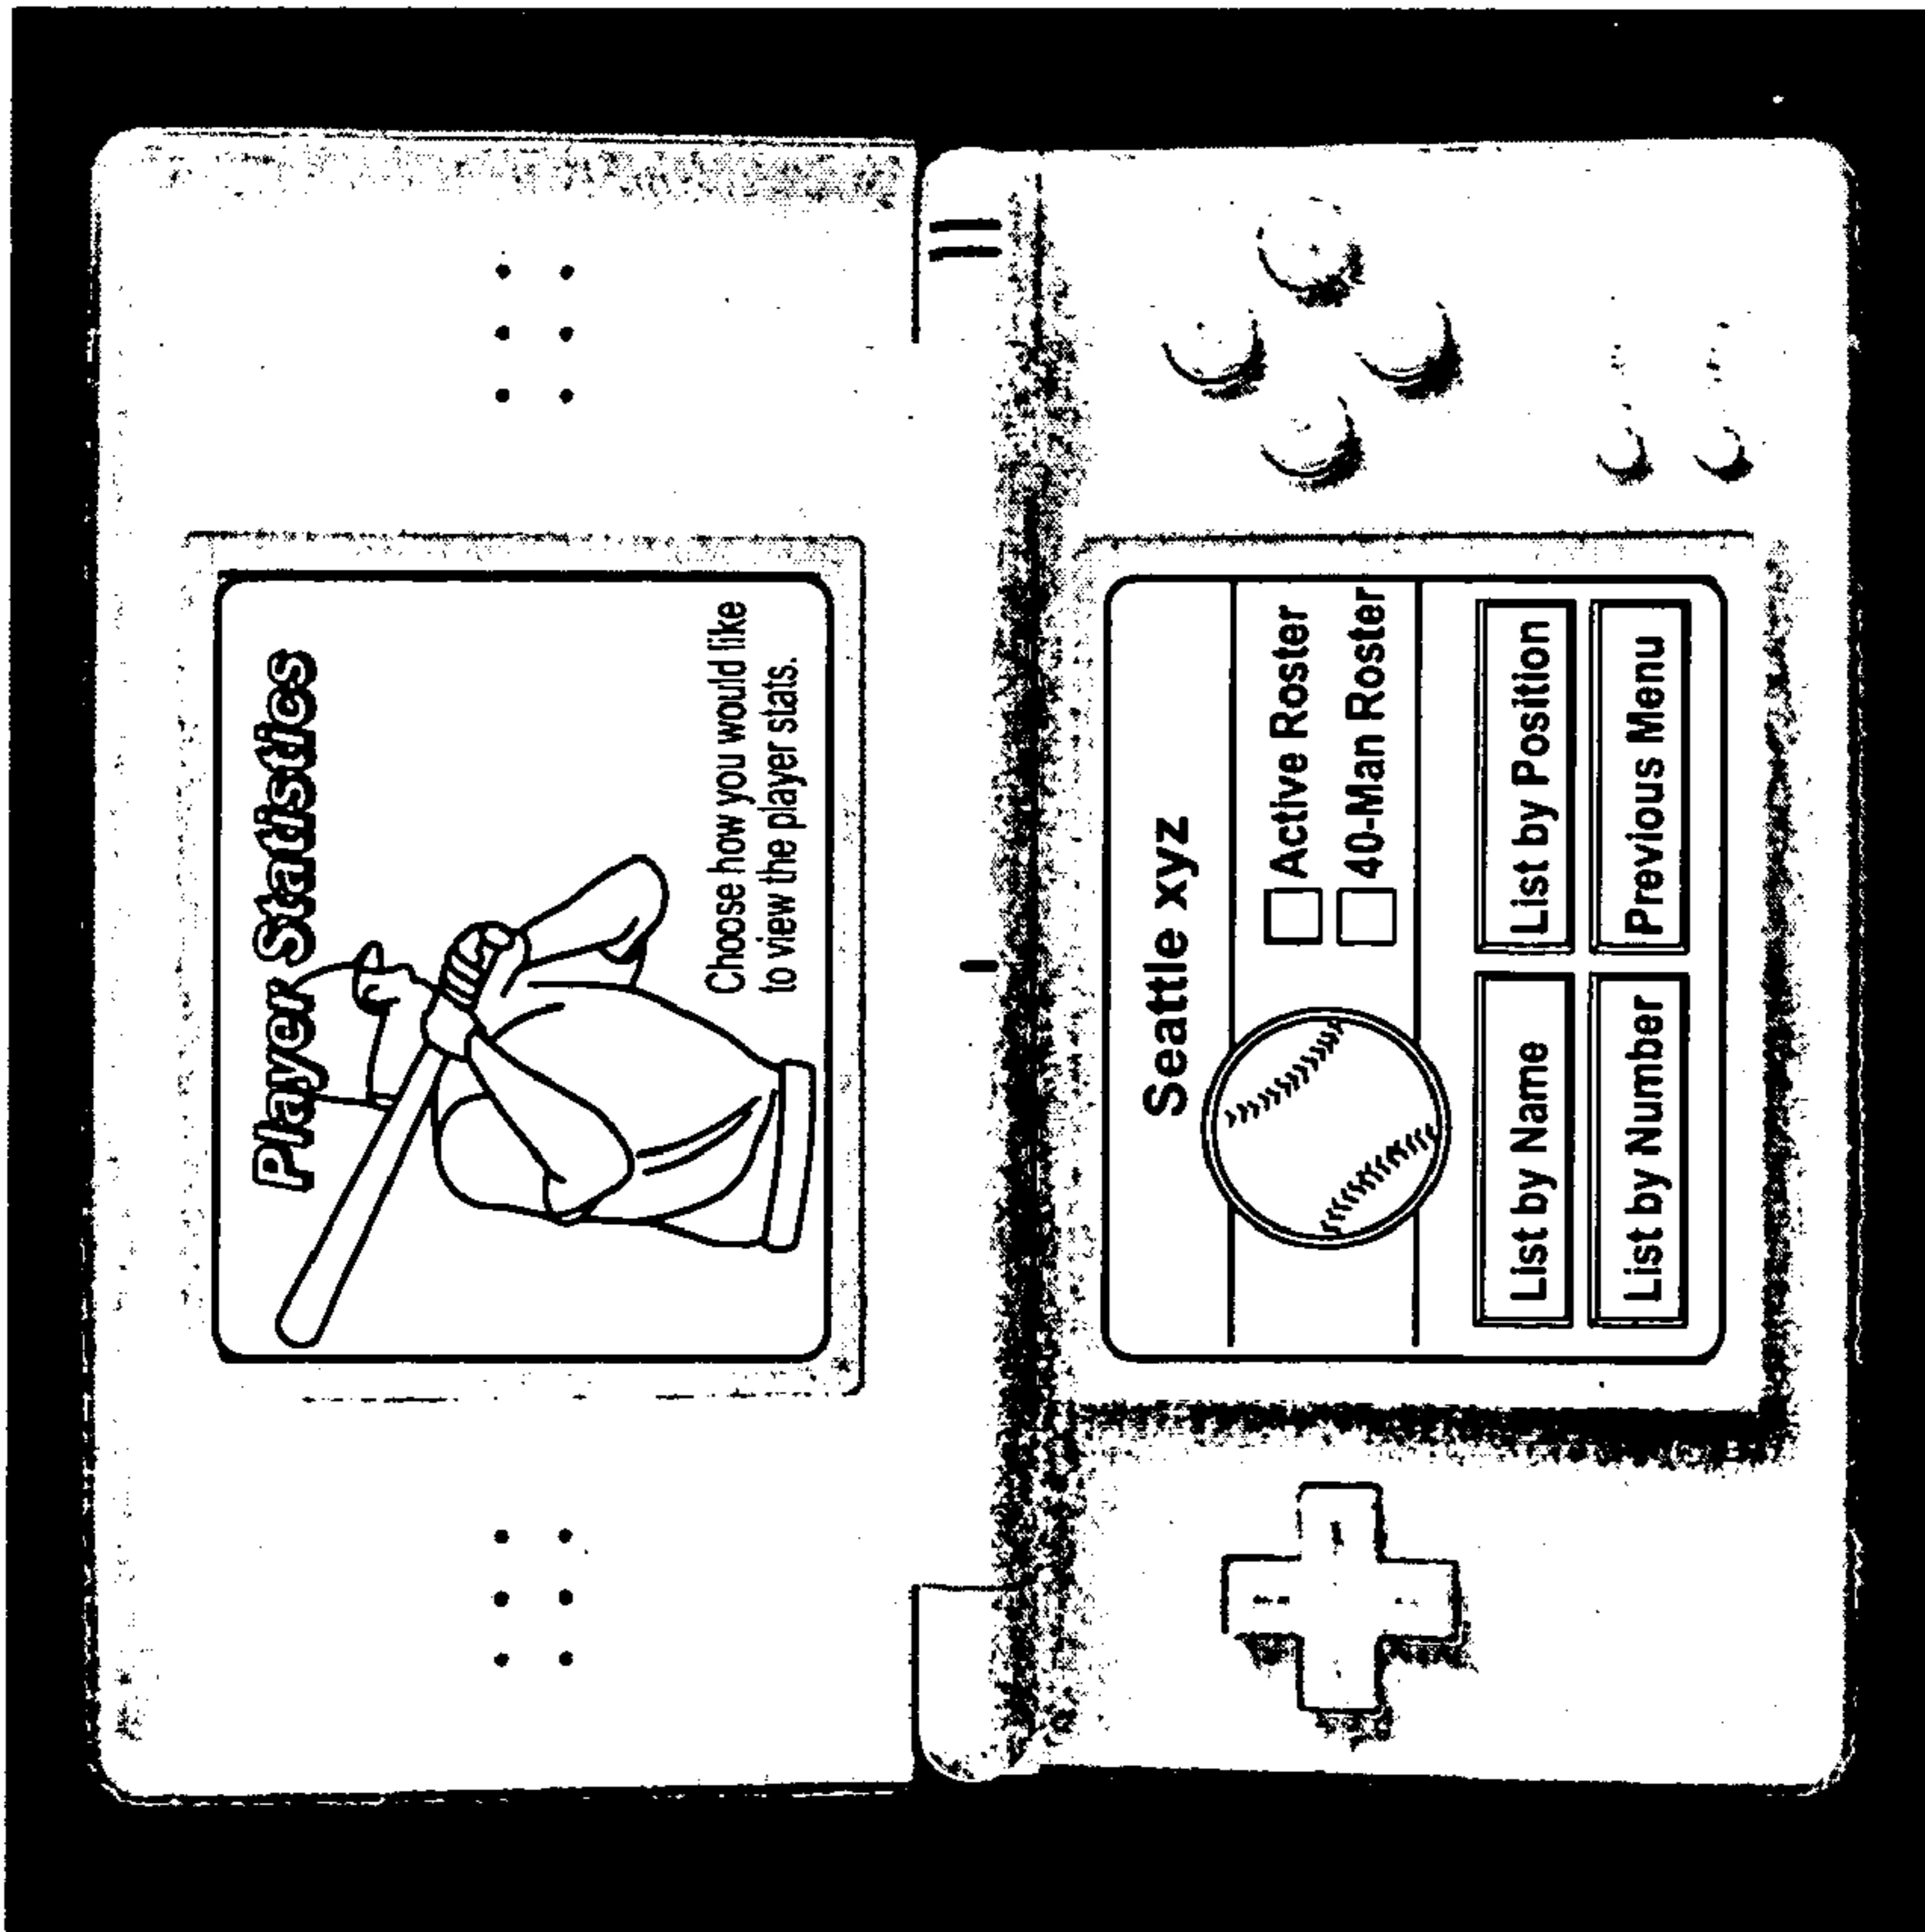 Player Statistics
Choose how you would like
to view the player stats.
Seattle xyz
Active Roster
40-Man Roster
List by Name
List by Position
List by Number
Previous Menu